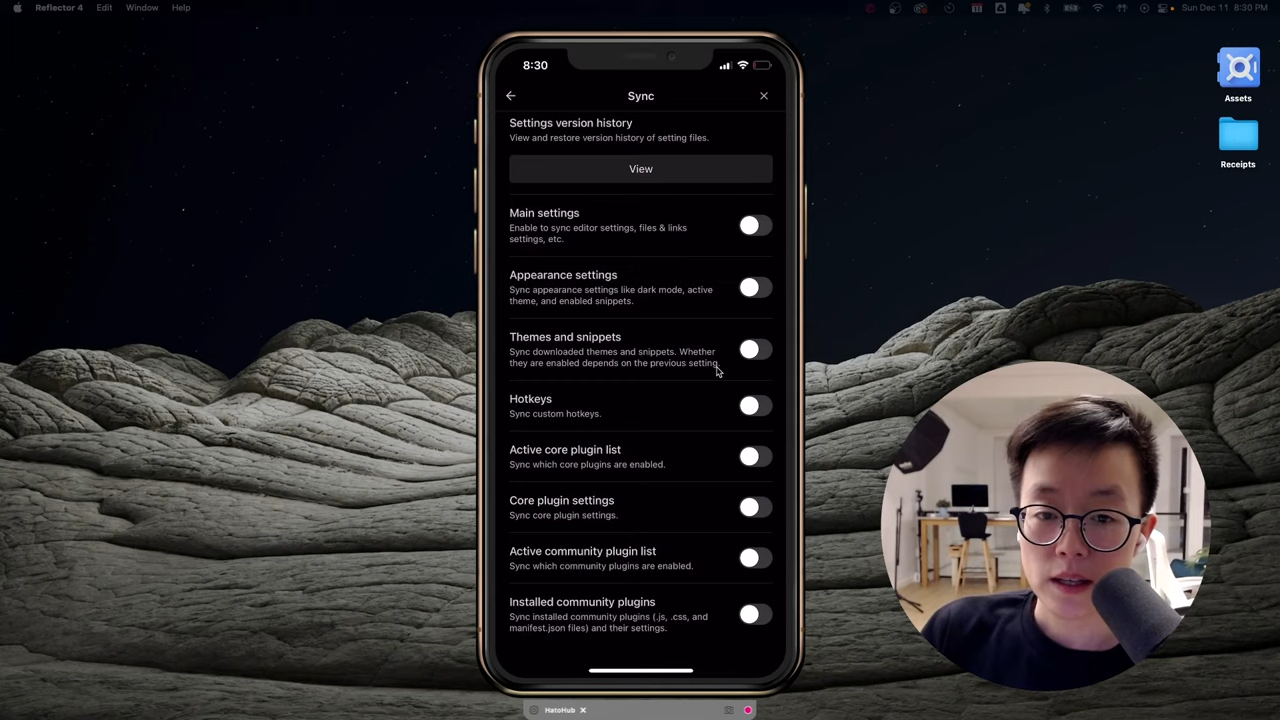 Reflector 4 Edit Window Help
Sun Dec 11 8:30 PM
8:30
Sync
Settings version history
View and restore version history of setting files.
View
Main settings
Enable to sync editor settings, files & links
settings, etc.
Appearance settings
Sync appearance settings like dark mode, active
theme, and enabled snippets.
Themes and snippets
Sync downloaded themes and snippets. Whether
they are enabled depends on the previous setting.
Hotkeys
Sync custom hotkeys.
Active core plugin list
Sync which core plugins are enabled.
Core plugin settings
Sync core plugin settings.
Active community plugin list
Sync which community plugins are enabled.
Installed community plugins
Sync installed community plugins (.js, .css, and
manifest.json files) and their settings.
Assets
Receipts
HatoHub